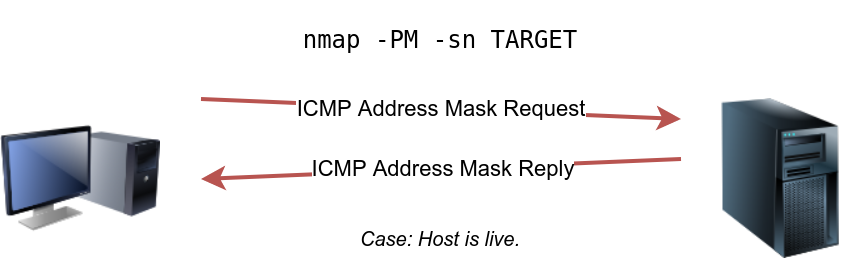 nmap -PM -sn TARGET
ICMP Address Mask Request
ICMP Address Mask Reply
Case: Host is live.